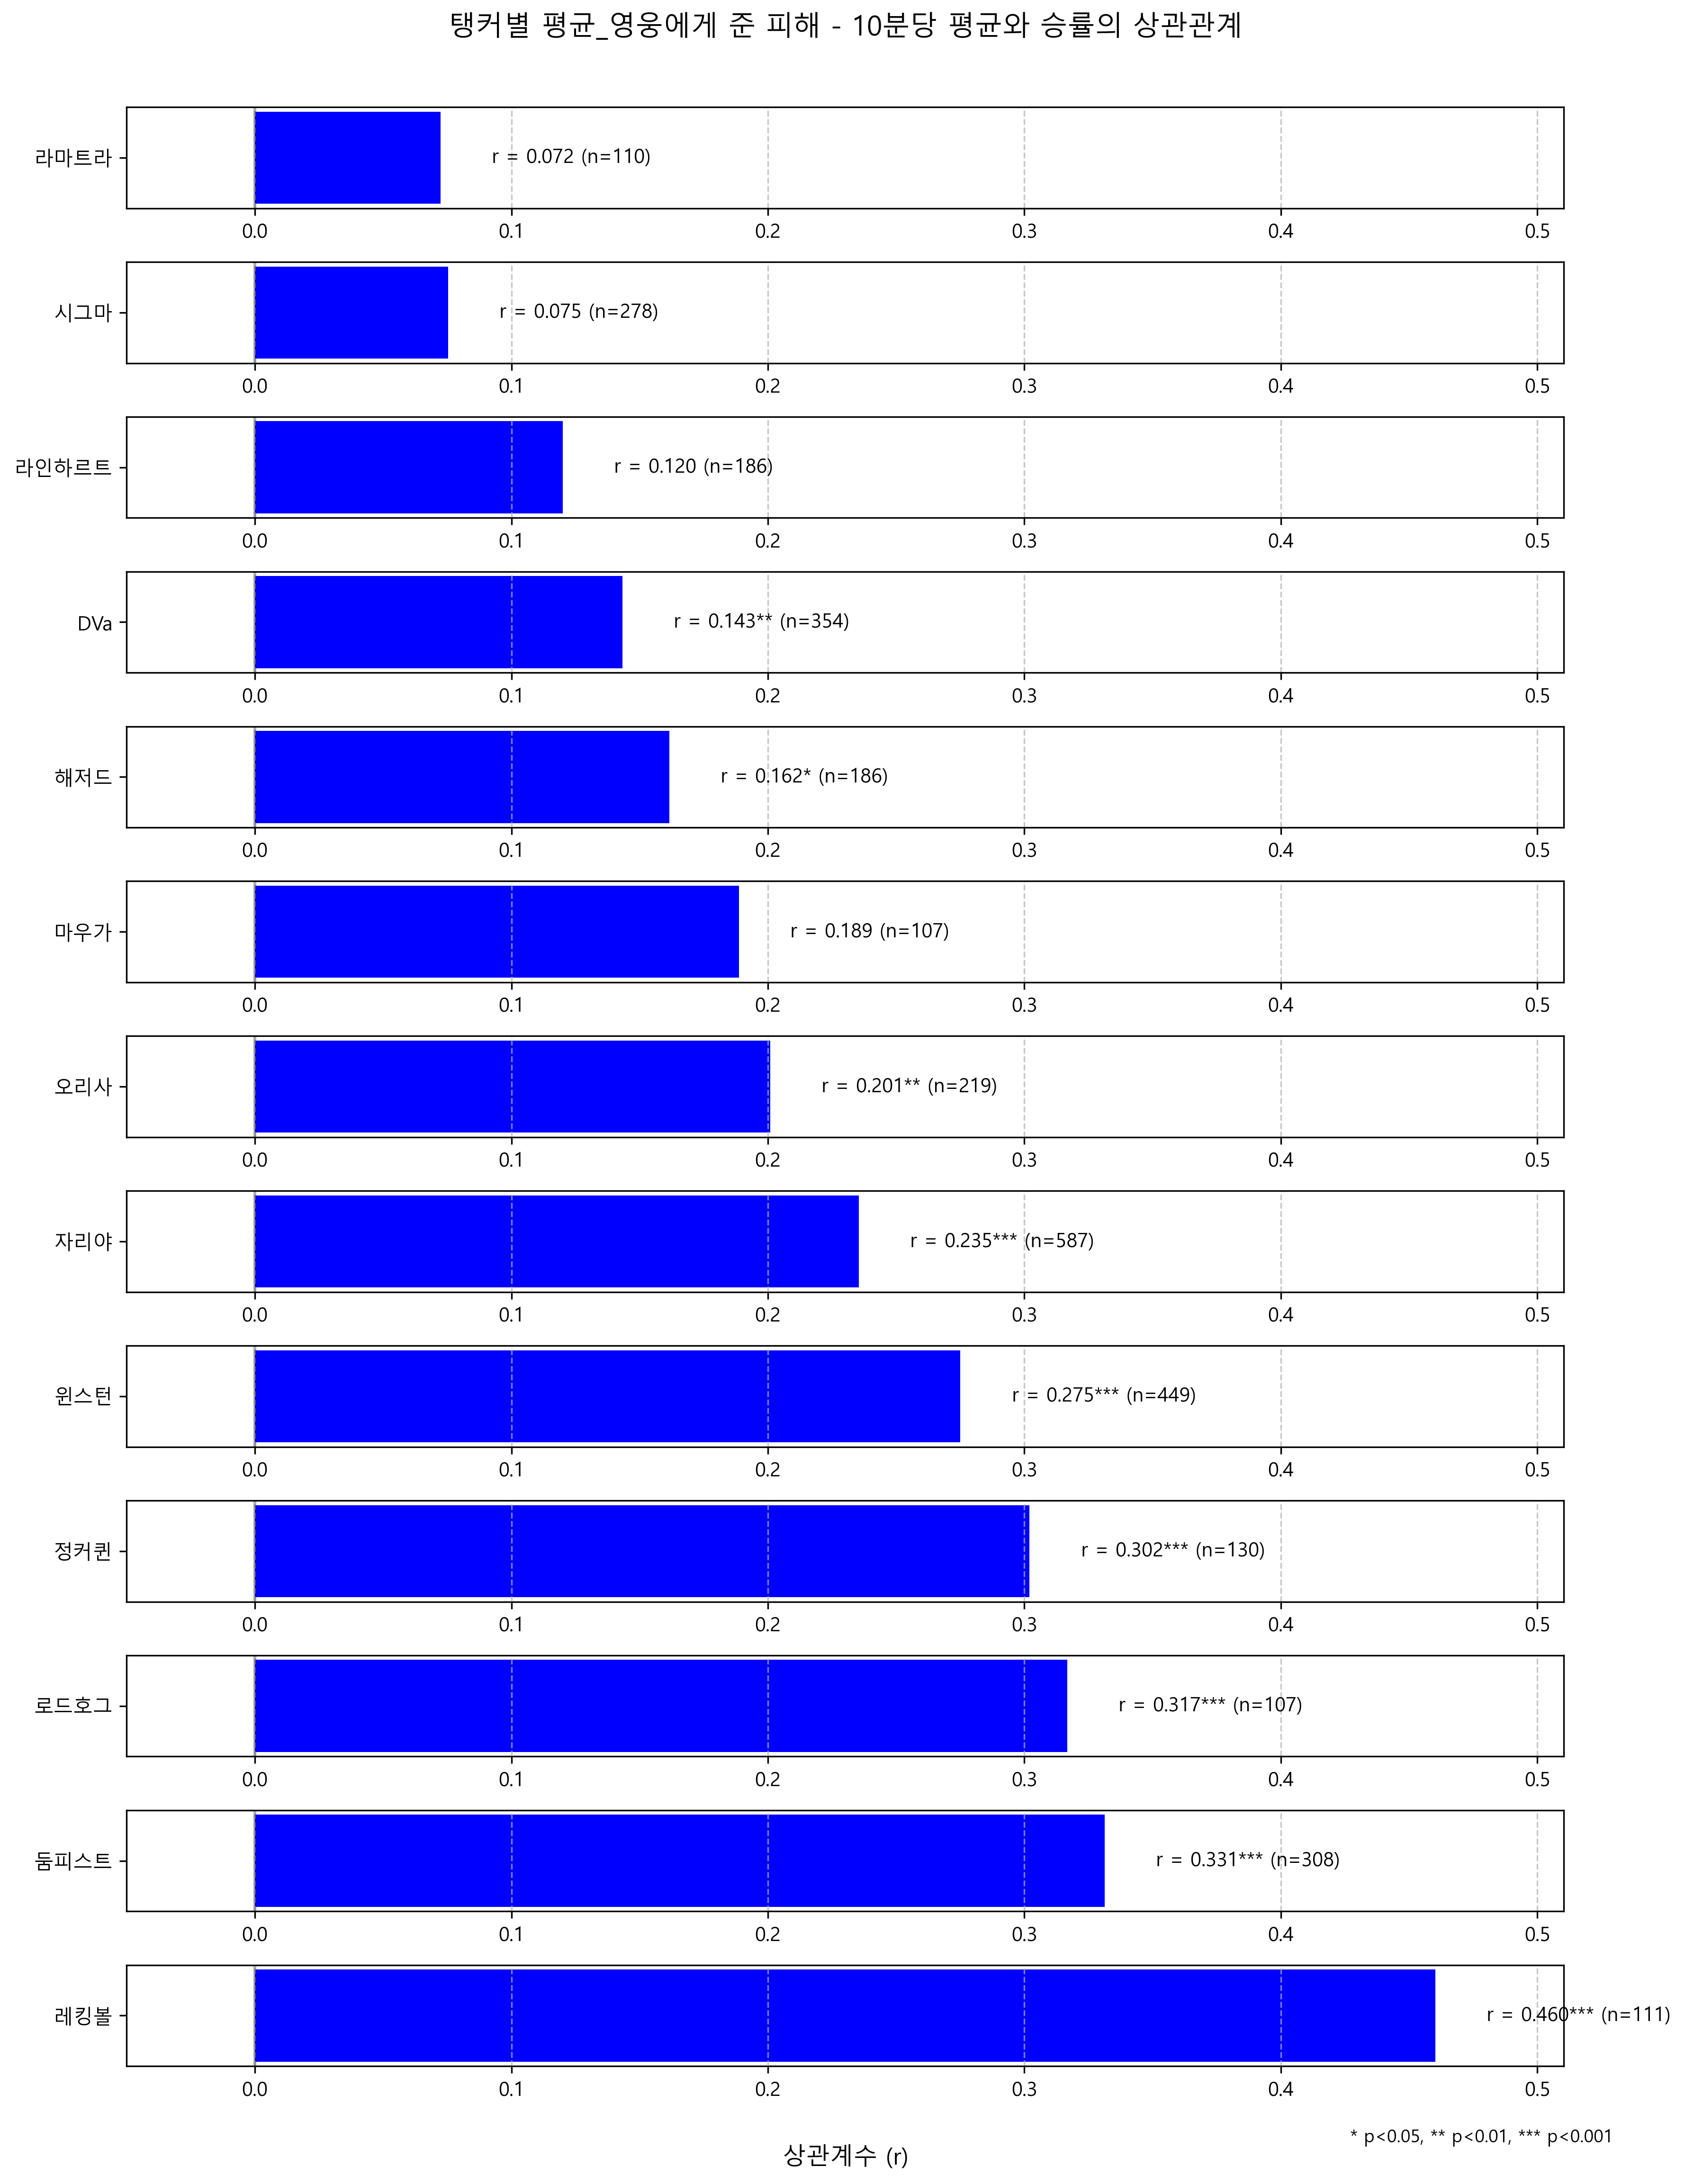 탱커별 평균_영웅에게 준 피해 - 10분당 평균와 승률의 상관관계
라마트라
r = 0.072 (n=110)
0.0 0.1 0.2 0.3 0.4 0.5
시그마
r = 0.075 (n=278)
0.0 0.1 0.2 0.3 0.4 0.5
라인하르트
r = 0.120 (n=186)
0.0 0.1 0.2 0.3 0.4 0.5
DVa
r = 0.143** (n=354)
0.0 0.1 0.2 0.3 0.4 0.5
해저드
r = 0.162* (n=186)
0.0 0.1 0.2 0.3 0.4 0.5
마우가
r = 0.189 (n=107)
0.0 0.1 0.2 0.3 0.4 0.5
오리사
r = 0.201** (n=219)
0.0 0.1 0.2 0.3 0.4 0.5
자리야
r = 0.235*** (n=587)
0.0 0.1 0.2 0.3 0.4 0.5
윈스턴
r = 0.275*** (n=449)
0.0 0.1 0.2 0.3 0.4 0.5
정커퀸
r = 0.302*** (n=130)
0.0 0.1 0.2 0.3 0.4 0.5
로드호그
r = 0.317*** (n=107)
0.0 0.1 0.2 0.3 0.4 0.5
둠피스트
r = 0.331*** (n=308)
0.0 0.1 0.2 0.3 0.4 0.5
레킹볼
r = 0.460*** (n=111)
0.0 0.1 0.2 0.3 0.4 0.5
* p<0.05, ** p<0.01, *** p<0.001
상관계수 (r)